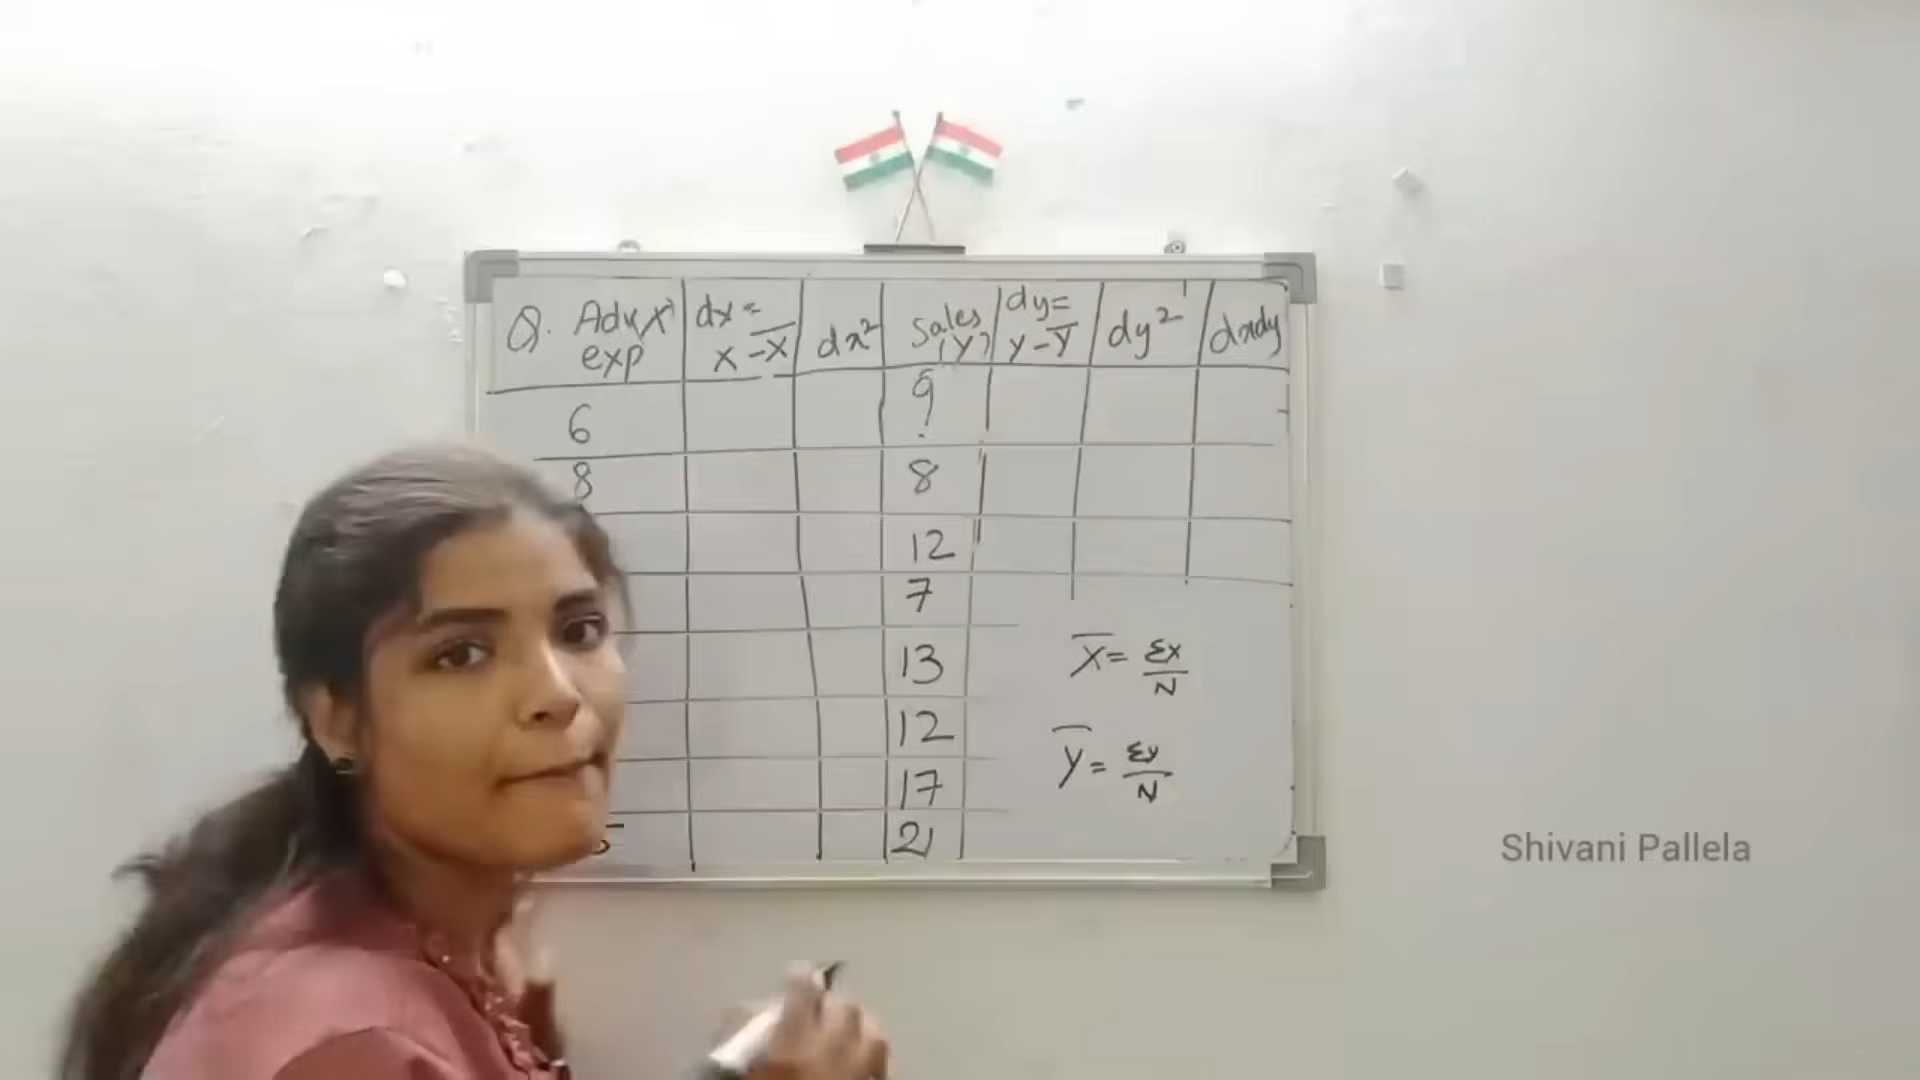 Q. Adv x exp
dx = x - x̅
dx²
Sales (Y)
dy = y - y̅
dy²
dxdy
6
9
8
8
12
7
13
12
17
21
x̅ = Σx/N
y̅ = Σy/N
Shivani Pallela